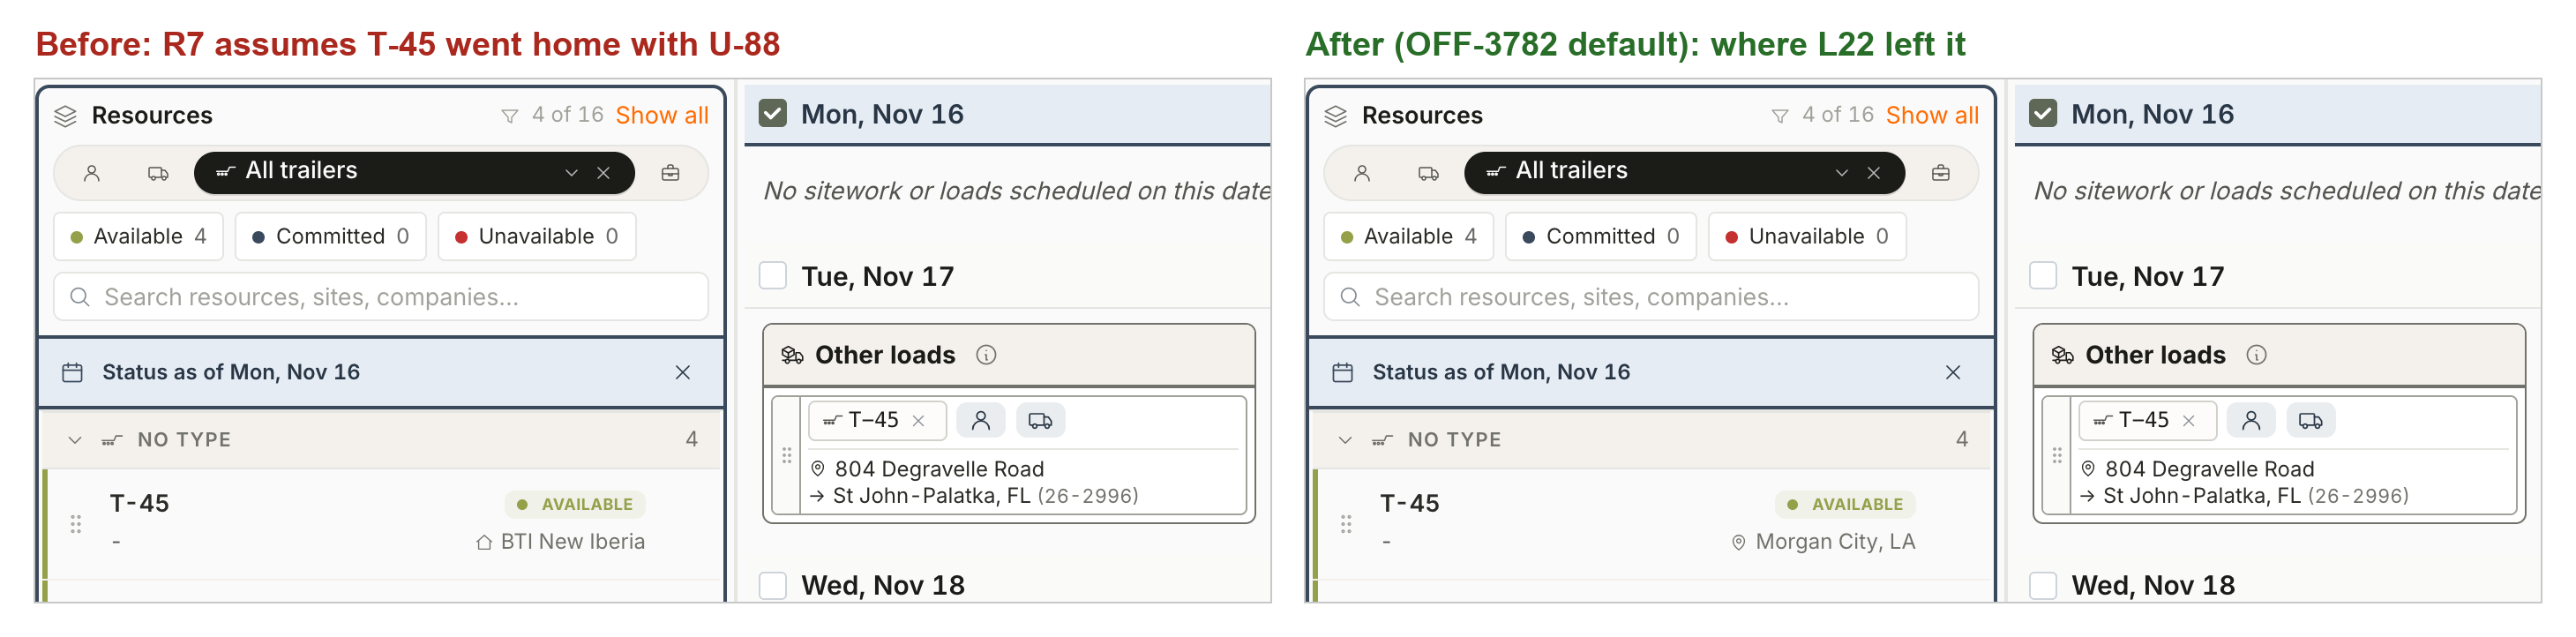 Before: R7 assumes T-45 went home with U-88
Resources 4 of 16 Show all
All trailers
Available 4 Committed 0 Unavailable 0
Search resources, sites, companies...
Status as of Mon, Nov 16
NO TYPE 4
T-45 AVAILABLE
- BTI New Iberia
Mon, Nov 16
No sitework or loads scheduled on this date
Tue, Nov 17
Other loads
T-45
804 Degravelle Road
→ St John-Palatka, FL (26-2996)
Wed, Nov 18
After (OFF-3782 default): where L22 left it
Resources 4 of 16 Show all
All trailers
Available 4 Committed 0 Unavailable 0
Search resources, sites, companies...
Status as of Mon, Nov 16
NO TYPE 4
T-45 AVAILABLE
- Morgan City, LA
Mon, Nov 16
No sitework or loads scheduled on this date
Tue, Nov 17
Other loads
T-45
804 Degravelle Road
→ St John-Palatka, FL (26-2996)
Wed, Nov 18